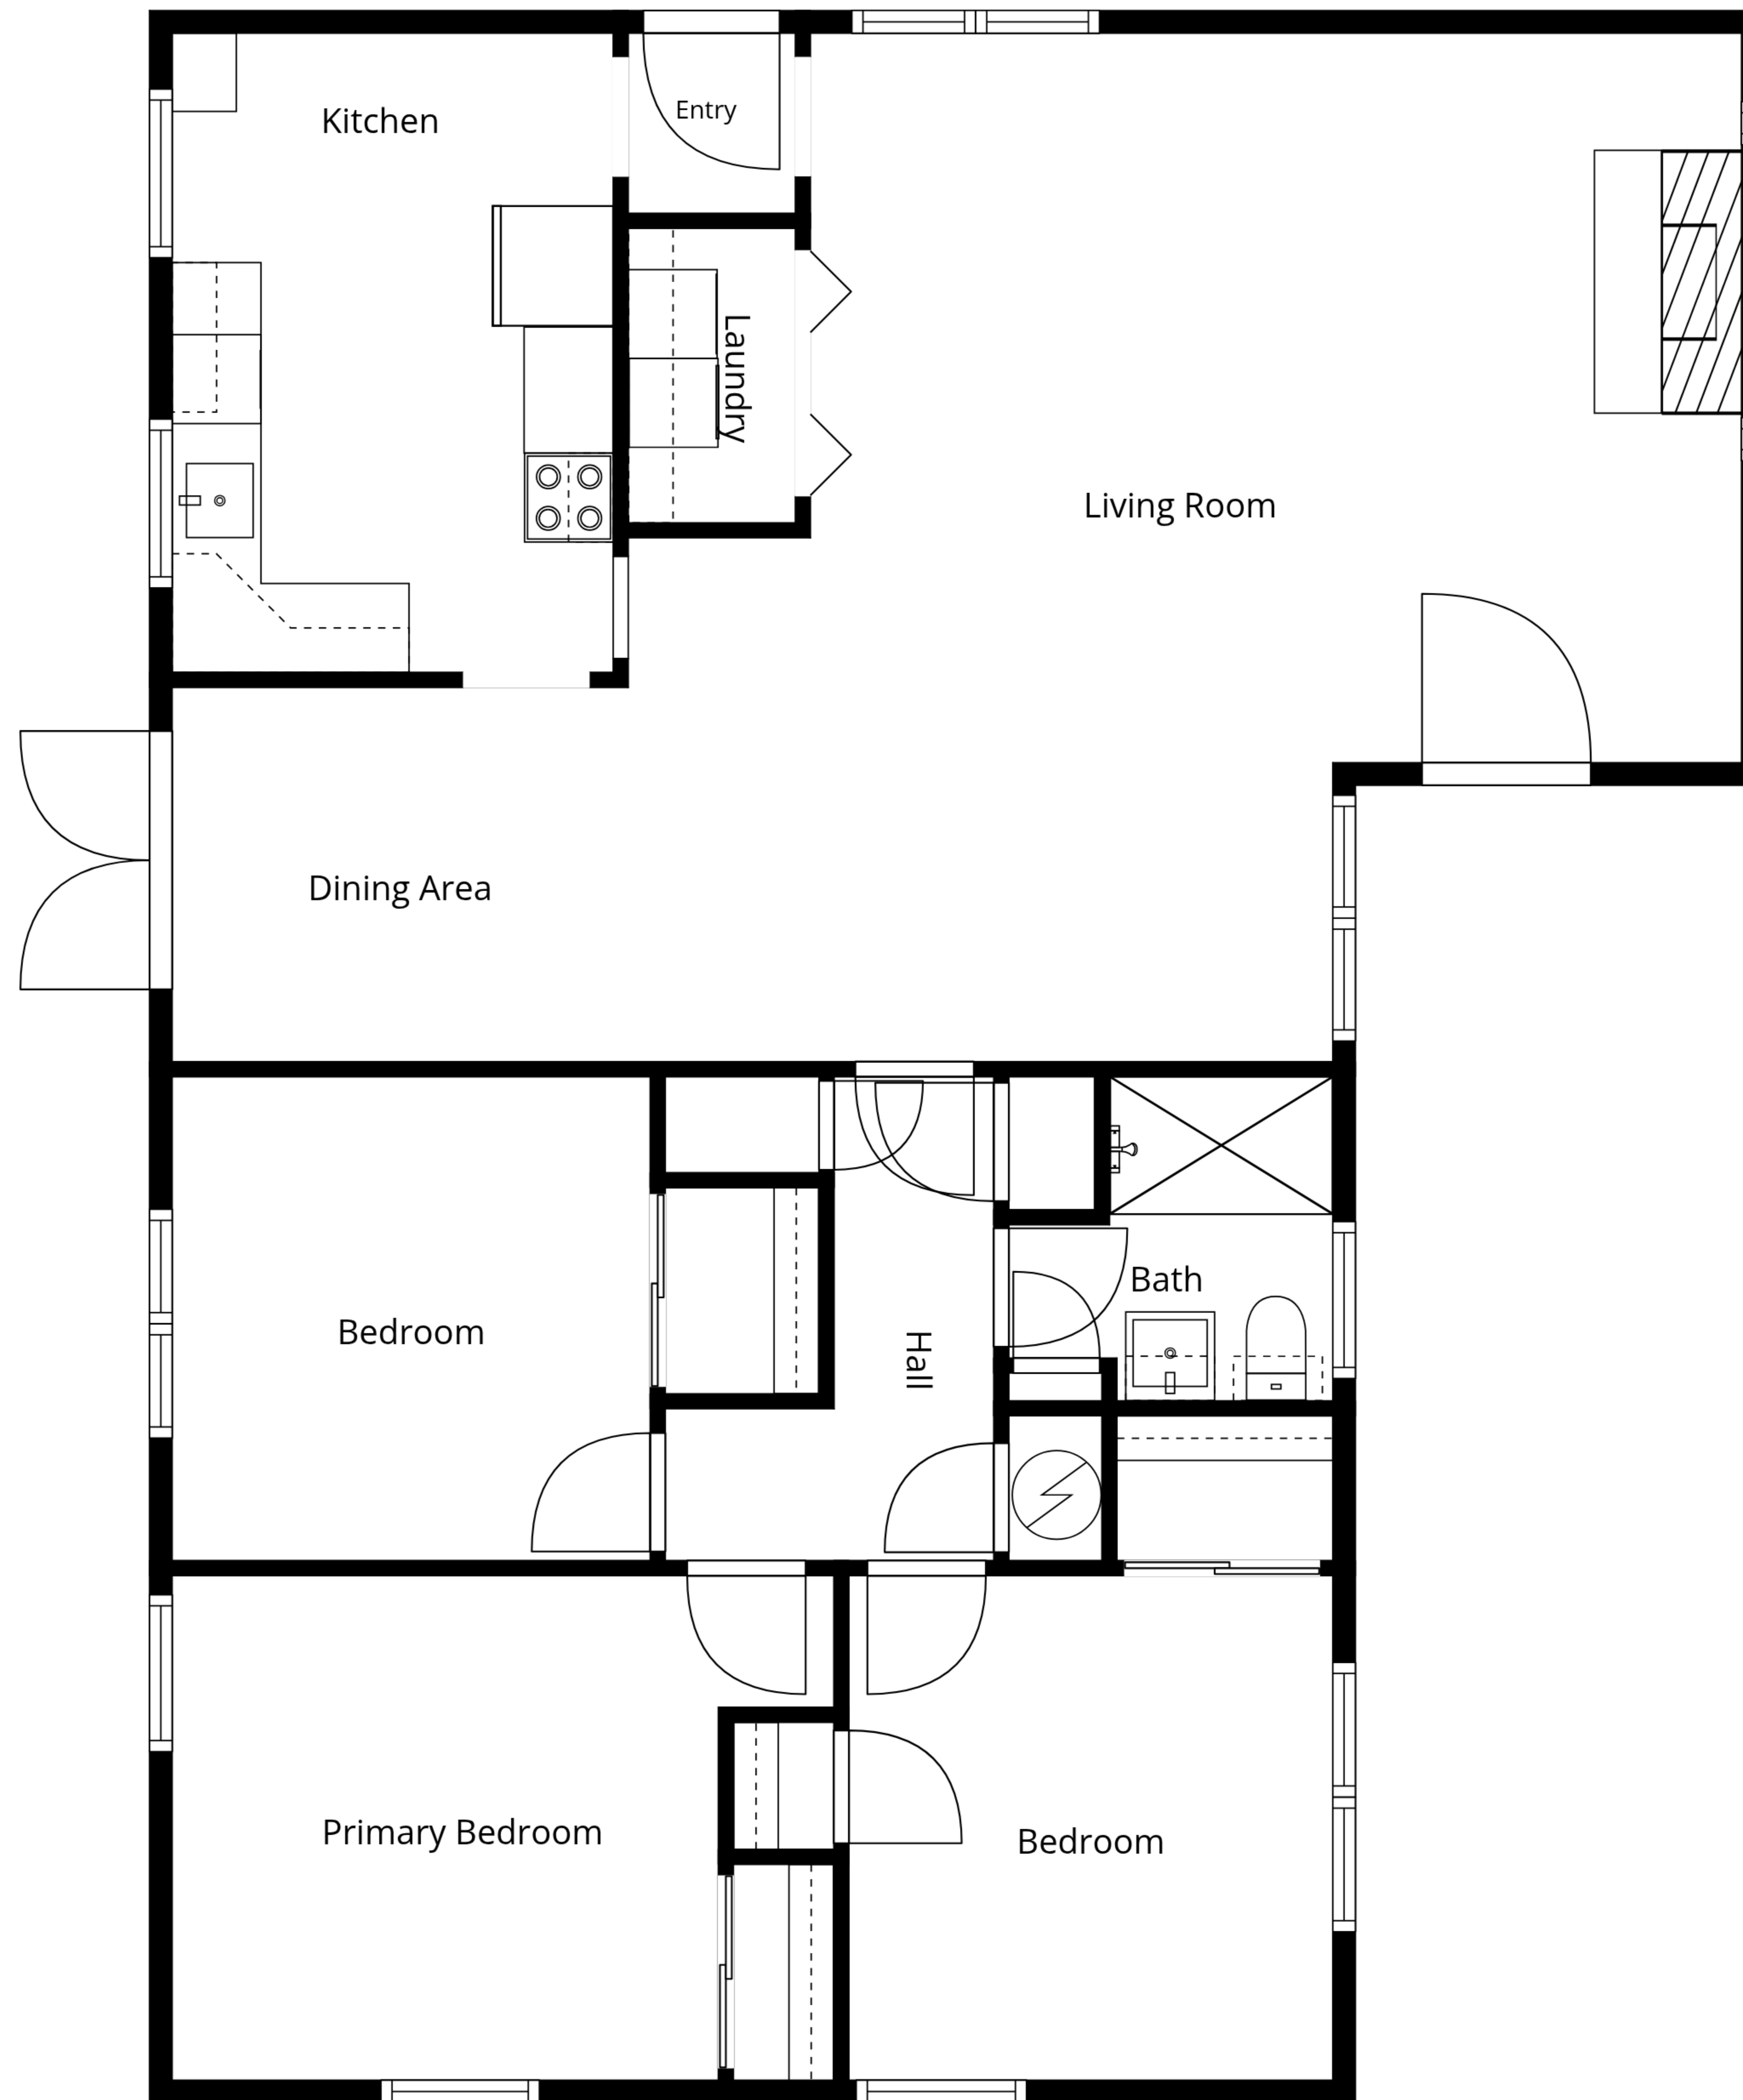 Kitchen
Entry
Laundry
Living Room
Dining Area
Bath
Bedroom
Hall
Primary Bedroom
Bedroom